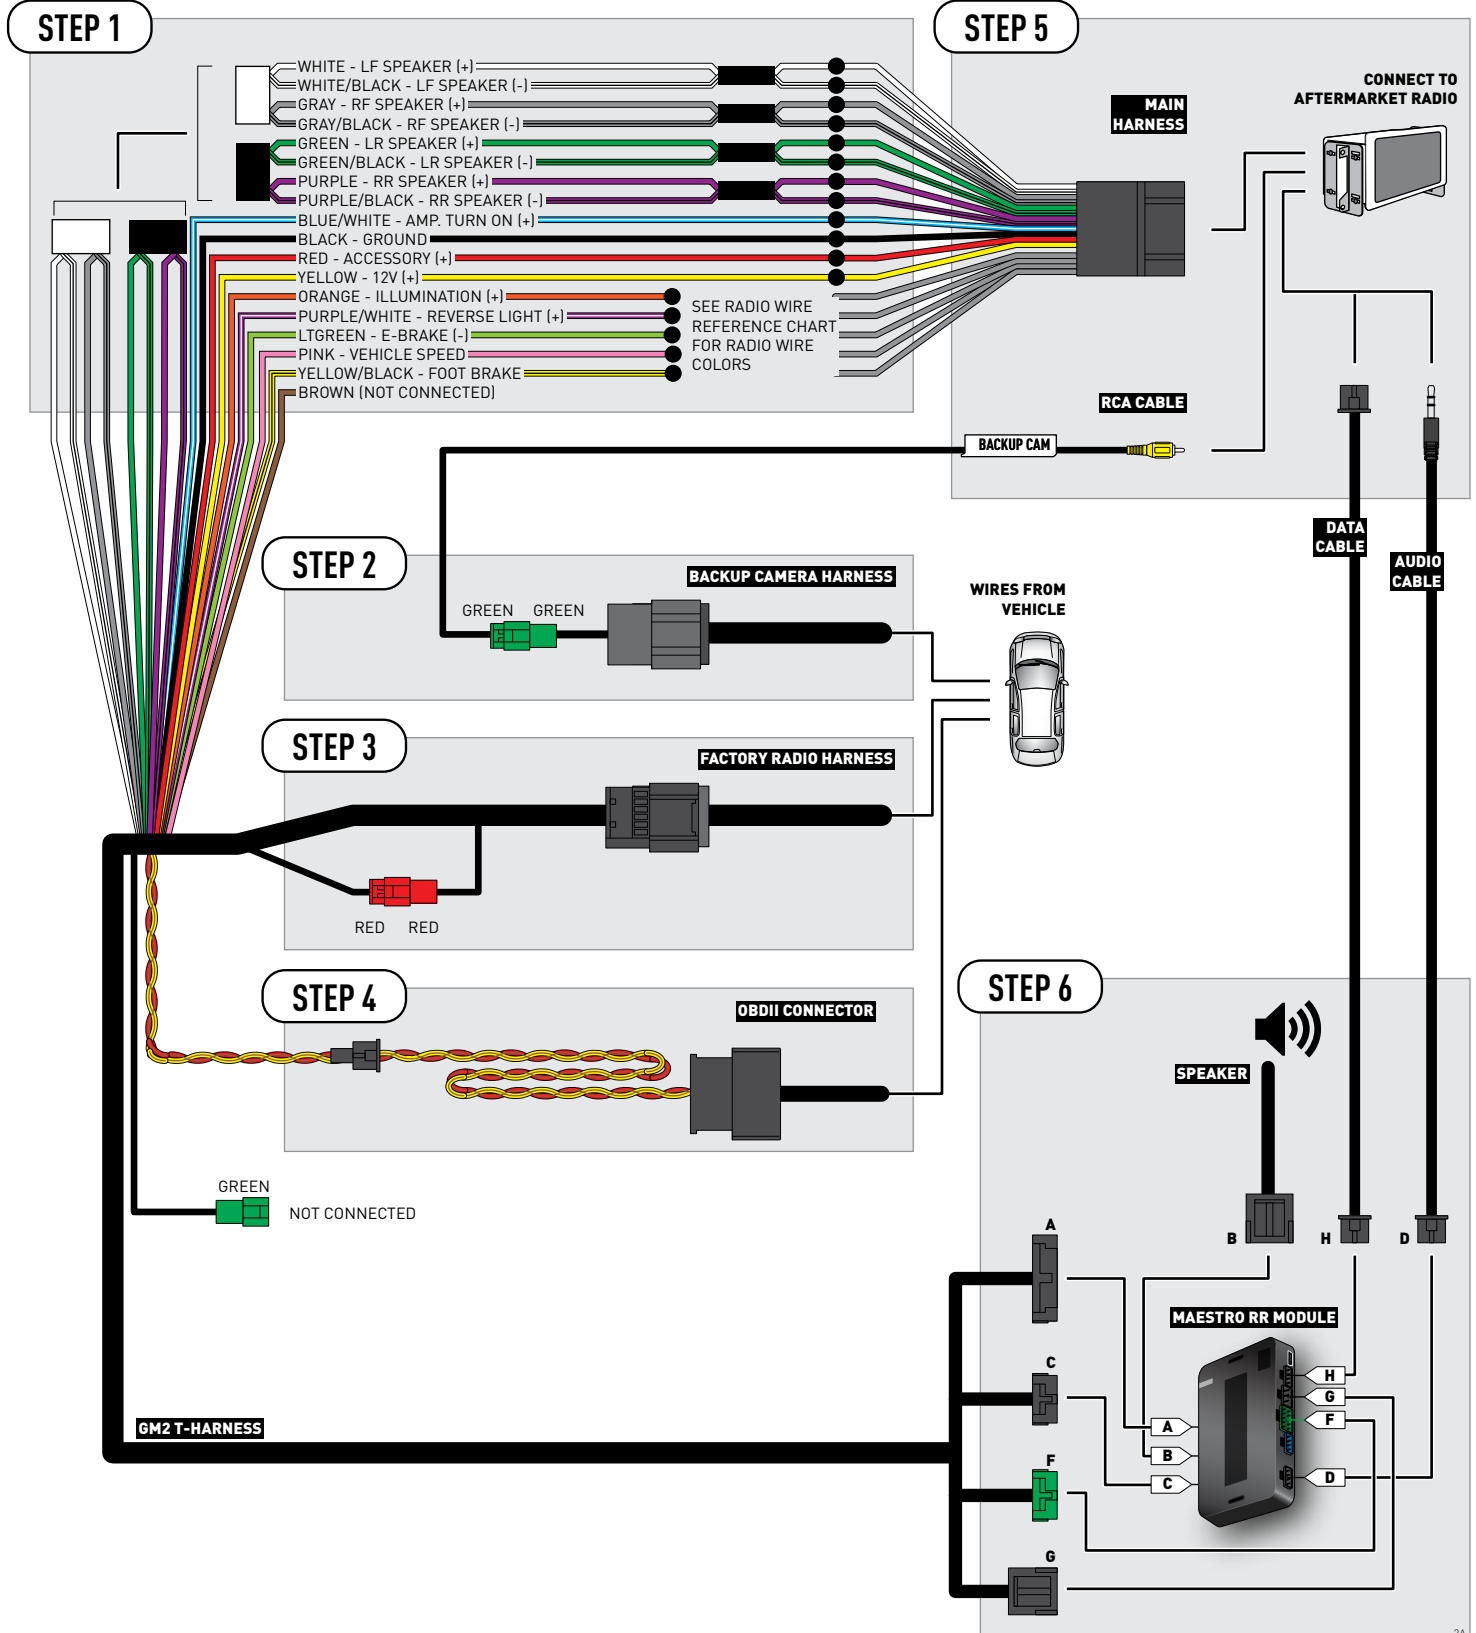 STEP 1
WHITE - LF SPEAKER (+)
WHITE/BLACK - LF SPEAKER (-)
GRAY - RF SPEAKER (+)
GRAY/BLACK - RF SPEAKER (-)
GREEN - LR SPEAKER (+)
GREEN/BLACK - LR SPEAKER (-)
PURPLE - RR SPEAKER (+)
PURPLE/BLACK - RR SPEAKER (-)
BLUE/WHITE - AMP. TURN ON (+)
BLACK - GROUND
RED - ACCESSORY (+)
YELLOW - 12V (+)
ORANGE - ILLUMINATION (+)
PURPLE/WHITE - REVERSE LIGHT (+)
LTGREEN - E-BRAKE (-)
PINK - VEHICLE SPEED
YELLOW/BLACK - FOOT BRAKE
BROWN (NOT CONNECTED)
SEE RADIO WIRE
REFERENCE CHART
FOR RADIO WIRE
COLORS
STEP 5
CONNECT TO
AFTERMARKET RADIO
MAIN
HARNESS
RCA CABLE
BACKUP CAM
DATA
CABLE
AUDIO
CABLE
STEP 2
BACKUP CAMERA HARNESS
GREEN GREEN
WIRES FROM
VEHICLE
STEP 3
FACTORY RADIO HARNESS
RED RED
STEP 4
OBDII CONNECTOR
GREEN
NOT CONNECTED
GM2 T-HARNESS
STEP 6
SPEAKER
B
H
D
A
C
F
G
MAESTRO RR MODULE
H
G
F
D
A
B
C